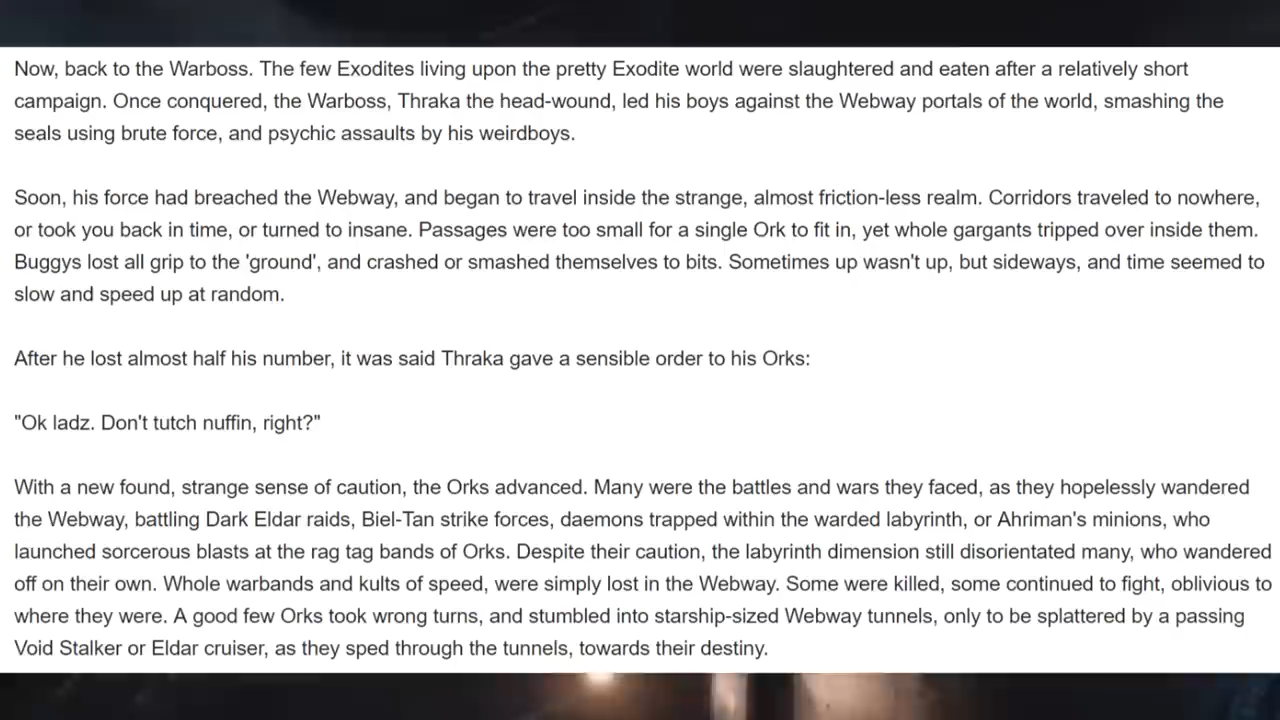 Now, back to the Warboss. The few Exodites living upon the pretty Exodite world were slaughtered and eaten after a relatively short
campaign. Once conquered, the Warboss, Thraka the head-wound, led his boys against the Webway portals of the world, smashing the
seals using brute force, and psychic assaults by his weirdboys.
Soon, his force had breached the Webway, and began to travel inside the strange, almost friction-less realm. Corridors traveled to nowhere,
or took you back in time, or turned to insane. Passages were too small for a single Ork to fit in, yet whole gargants tripped over inside them.
Buggys lost all grip to the 'ground', and crashed or smashed themselves to bits. Sometimes up wasn't up, but sideways, and time seemed to
slow and speed up at random.
After he lost almost half his number, it was said Thraka gave a sensible order to his Orks:
"Ok ladz. Don't tutch nuffin, right?"
With a new found, strange sense of caution, the Orks advanced. Many were the battles and wars they faced, as they hopelessly wandered
the Webway, battling Dark Eldar raids, Biel-Tan strike forces, daemons trapped within the warded labyrinth, or Ahriman's minions, who
launched sorcerous blasts at the rag tag bands of Orks. Despite their caution, the labyrinth dimension still disorientated many, who wandered
off on their own. Whole warbands and kults of speed, were simply lost in the Webway. Some were killed, some continued to fight, oblivious to
where they were. A good few Orks took wrong turns, and stumbled into starship-sized Webway tunnels, only to be splattered by a passing
Void Stalker or Eldar cruiser, as they sped through the tunnels, towards their destiny.